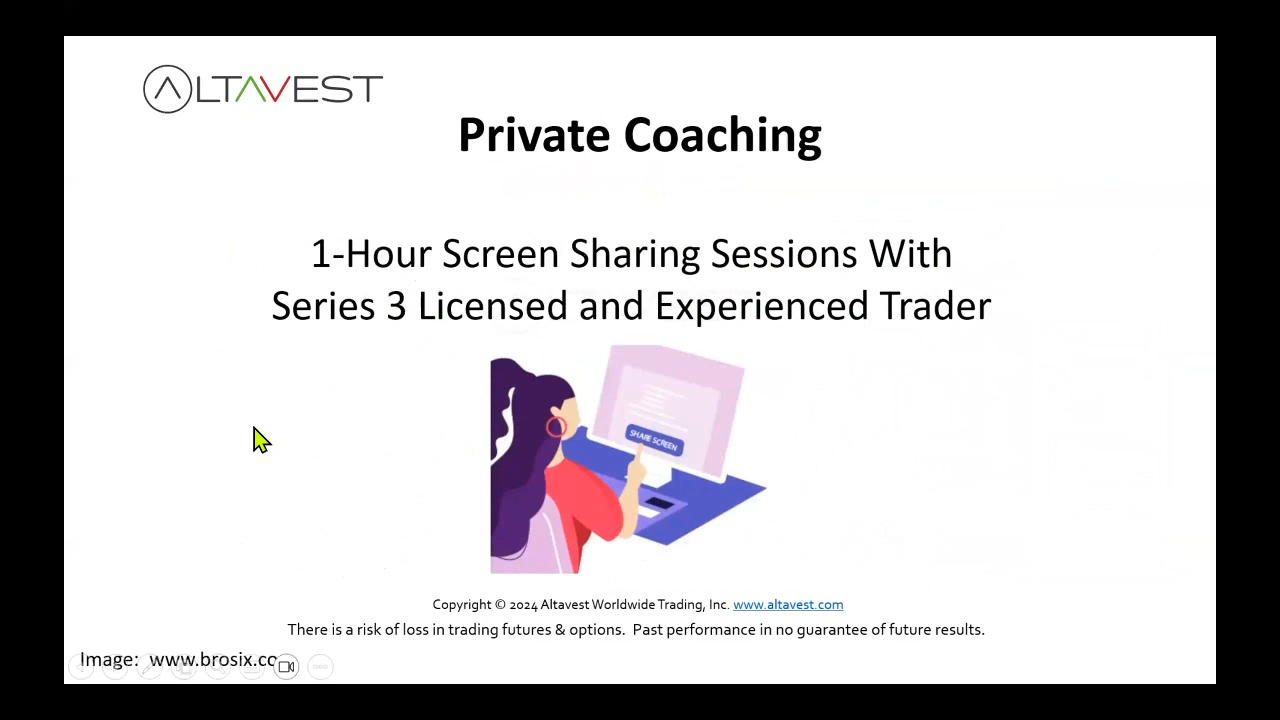 ALTAVEST
Private Coaching
1-Hour Screen Sharing Sessions With
Series 3 Licensed and Experienced Trader
SHARE SCREEN
Copyright © 2024 Altavest Worldwide Trading, Inc. www.altavest.com
There is a risk of loss in trading futures & options. Past performance in no guarantee of future results.
Image: www.brosix.co